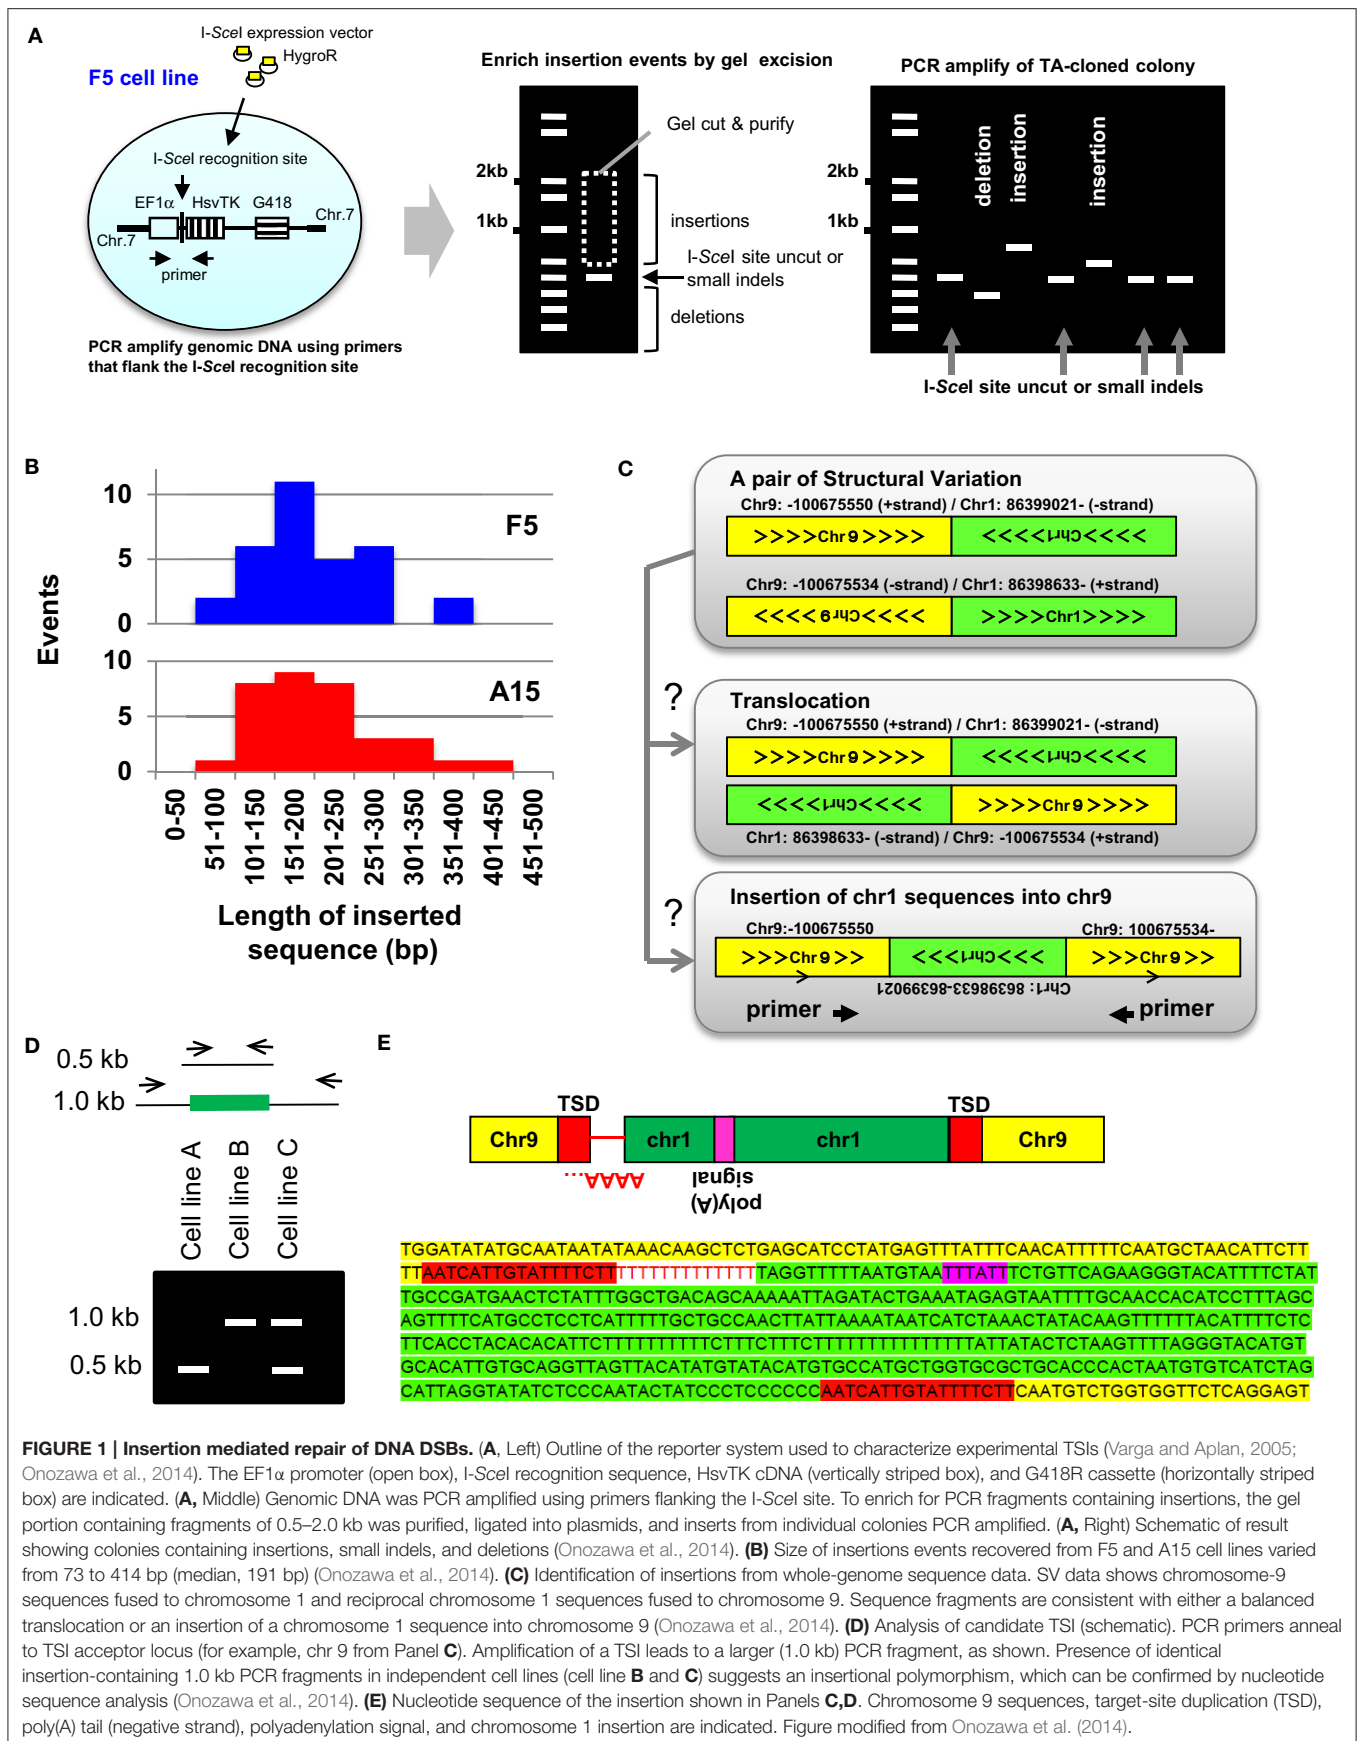 A
I-SceI expression vector
HygroR
F5 cell line
I-SceI recognition site
EF1α
HsvTK
G418
Chr.7
Chr.7
primer
PCR amplify genomic DNA using primers
that flank the I-SceI recognition site
Enrich insertion events by gel excision
Gel cut & purify
2kb
1kb
insertions
I-SceI site uncut or
small indels
deletions
PCR amplify of TA-cloned colony
2kb
1kb
deletion
insertion
insertion
I-SceI site uncut or small indels
B
Events
10
5
0
F5
10
5
0
A15
0-50
51-100
101-150
151-200
201-250
251-300
301-350
351-400
401-450
451-500
Length of inserted
sequence (bp)
C
A pair of Structural Variation
Chr9: -100675550 (+strand) / Chr1: 86399021- (-strand)
>>>>Chr9>>>> <<<<Chr1<<<<
Chr9: -100675534 (-strand) / Chr1: 86398633- (+strand)
<<<<Chr9<<<< >>>>Chr1>>>>
?
Translocation
Chr9: -100675550 (+strand) / Chr1: 86399021- (-strand)
>>>>Chr9>>>> <<<<Chr1<<<<
<<<<Chr1<<<< >>>>Chr9>>>>
Chr1: 86398633- (-strand) / Chr9: -100675534 (+strand)
?
Insertion of chr1 sequences into chr9
Chr9:-100675550
Chr9: 100675534-
>>>Chr9>> <<<Chr1<<< >>>Chr9>>
Chr1: 86398633-86399021
primer
primer
D
0.5 kb
1.0 kb
Cell line A
Cell line B
Cell line C
1.0 kb
0.5 kb
E
TSD
TSD
Chr9
chr1
chr1
Chr9
AAAA...
poly(A)
signal
TGGATATATGCAATAATATAAACAAGCTCTGAGCATCCTATGAGTTTATTTCAACATTTTTCAATGCTAACATTCTT
TTAATCATTGTATTTTCTTTTTTTTTTTTTTTTTAGGTTTTTAATGTAATTTATTTCTGTTCAGAAGGGTACATTTTCTAT
TGCCGATGAACTCTATTTGGCTGACAGCAAAAATTAGATACTGAAATAGAGTAATTTTGCAACCACATCCTTTAGC
AGTTTTCATGCCTCCTCATTTTTGCTGCCAACTTATTAAAATAATCATCTAAACTATACAAGTTTTTTACATTTTCTC
TTCACCTACACACATTCTTTTTTTTTTCTTTCTTTCTTTTTTTTTTTTTTTTATTATACTCTAAGTTTTAGGGTACATGT
GCACATTGTGCAGGTTAGTTACATATGTATACATGTGCCATGCTGGTGCGCTGCACCCACTAATGTGTCATCTAG
CATTAGGTATATCTCCCAATACTATCCCTCCCCCCAATCATTGTATTTTCTTCAATGTCTGGTGGTTCTCAGGAGT
FIGURE 1 | Insertion mediated repair of DNA DSBs. (A, Left) Outline of the reporter system used to characterize experimental TSIs (Varga and Aplan, 2005;
Onozawa et al., 2014). The EF1α promoter (open box), I-SceI recognition sequence, HsvTK cDNA (vertically striped box), and G418R cassette (horizontally striped
box) are indicated. (A, Middle) Genomic DNA was PCR amplified using primers flanking the I-SceI site. To enrich for PCR fragments containing insertions, the gel
portion containing fragments of 0.5–2.0 kb was purified, ligated into plasmids, and inserts from individual colonies PCR amplified. (A, Right) Schematic of result
showing colonies containing insertions, small indels, and deletions (Onozawa et al., 2014). (B) Size of insertions events recovered from F5 and A15 cell lines varied
from 73 to 414 bp (median, 191 bp) (Onozawa et al., 2014). (C) Identification of insertions from whole-genome sequence data. SV data shows chromosome-9
sequences fused to chromosome 1 and reciprocal chromosome 1 sequences fused to chromosome 9. Sequence fragments are consistent with either a balanced
translocation or an insertion of a chromosome 1 sequence into chromosome 9 (Onozawa et al., 2014). (D) Analysis of candidate TSI (schematic). PCR primers anneal
to TSI acceptor locus (for example, chr 9 from Panel C). Amplification of a TSI leads to a larger (1.0 kb) PCR fragment, as shown. Presence of identical
insertion-containing 1.0 kb PCR fragments in independent cell lines (cell line B and C) suggests an insertional polymorphism, which can be confirmed by nucleotide
sequence analysis (Onozawa et al., 2014). (E) Nucleotide sequence of the insertion shown in Panels C,D. Chromosome 9 sequences, target-site duplication (TSD),
poly(A) tail (negative strand), polyadenylation signal, and chromosome 1 insertion are indicated. Figure modified from Onozawa et al. (2014).